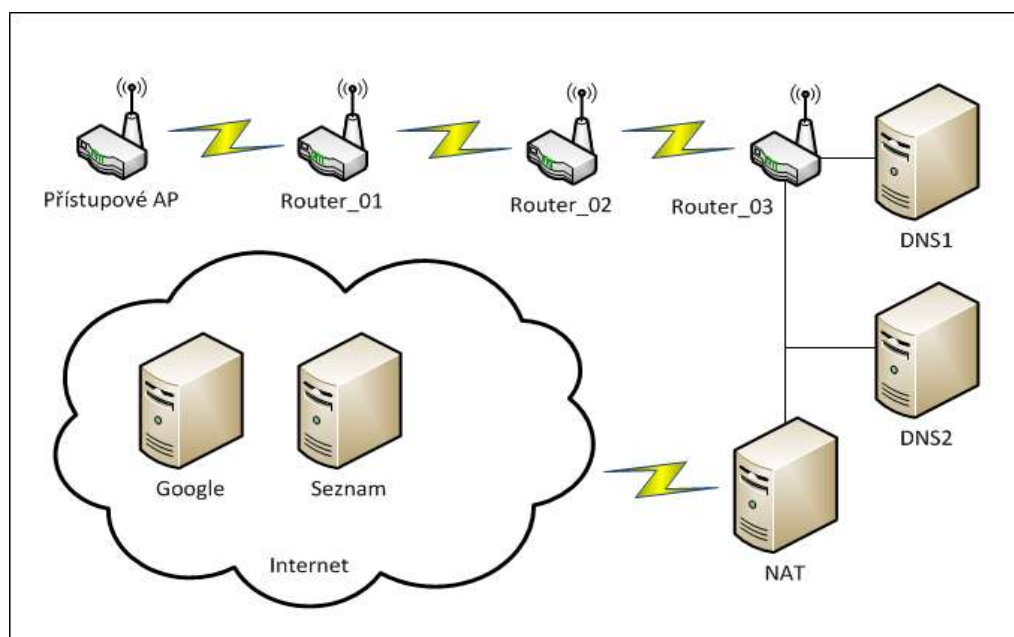 Přístupové AP
Router_01
Router_02
Router_03
DNS1
DNS2
Google
Seznam
NAT
Internet